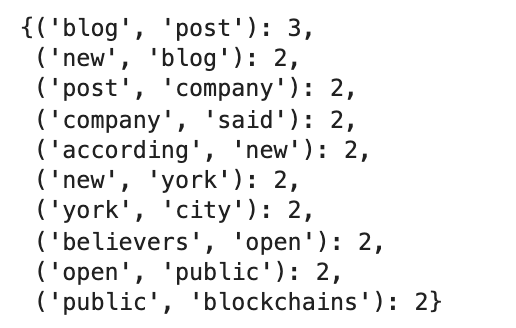 {('blog', 'post'): 3,
('new', 'blog'): 2,
('post', 'company'): 2,
('company', 'said'): 2,
('according', 'new'): 2,
('new', 'york'): 2,
('york', 'city'): 2,
('believers', 'open'): 2,
('open', 'public'): 2,
('public', 'blockchains'): 2}